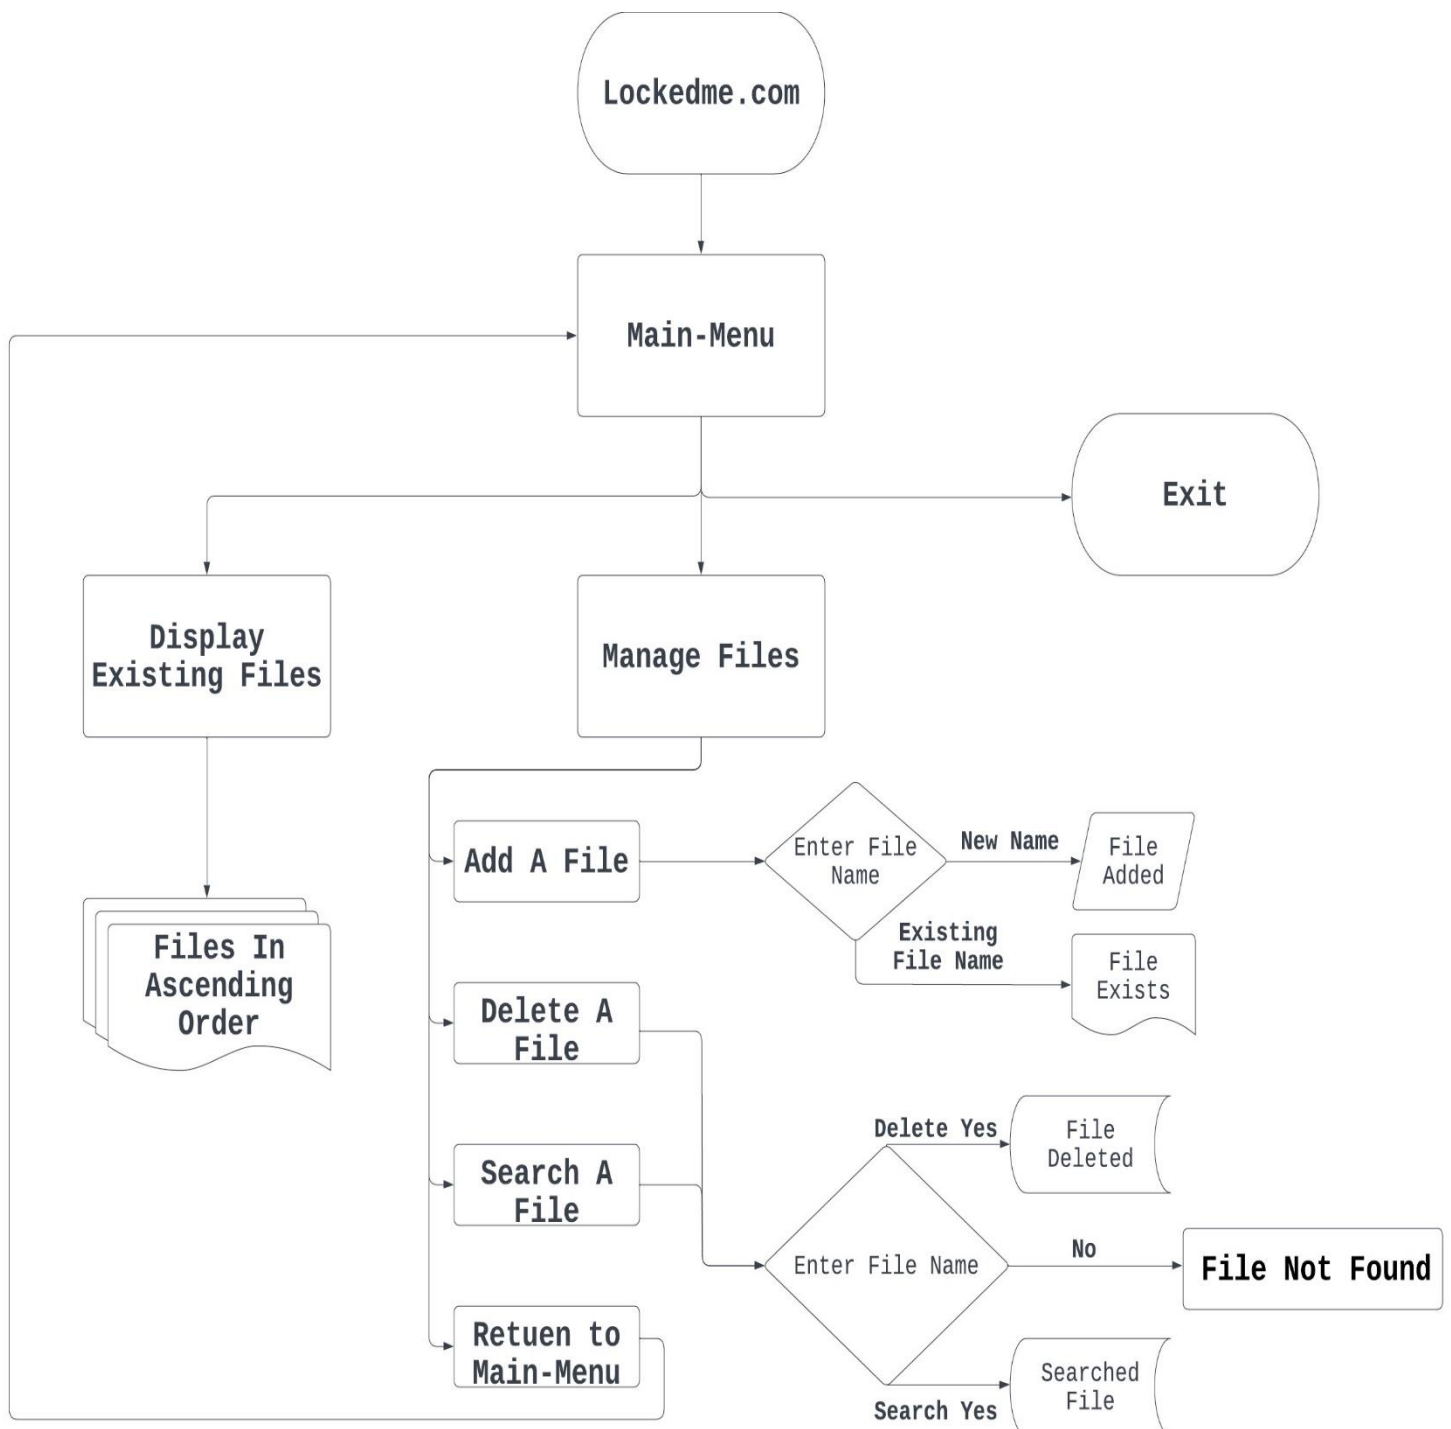 Lockedme.com
Main-Menu
Exit
Display
Existing Files
Manage Files
Add A File
Enter File
Name
New Name
File
Added
Existing
File Name
File
Exists
Files In
Ascending
Order
Delete A
File
Search A
File
Delete Yes
File
Deleted
Enter File Name
No
File Not Found
Retuen to
Main-Menu
Search Yes
Searched
File